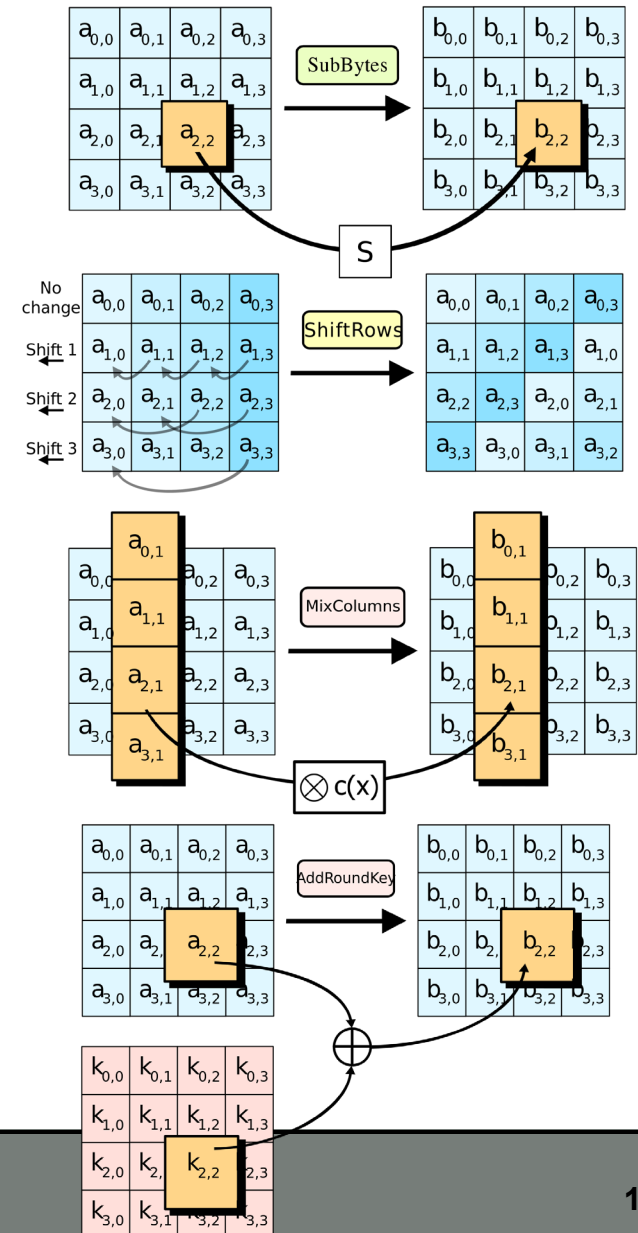 a0,0 a0,1 a0,2 a0,3
a1,0 a1,1 a1,2 a1,3
a2,0 a2,1 a2,2 a2,3
a3,0 a3,1 a3,2 a3,3
SubBytes
b0,0 b0,1 b0,2 b0,3
b1,0 b1,1 b1,2 b1,3
b2,0 b2,1 b2,2 b2,3
b3,0 b3,1 b3,2 b3,3
S
No
change
Shift 1
Shift 2
Shift 3
a0,0 a0,1 a0,2 a0,3
a1,0 a1,1 a1,2 a1,3
a2,0 a2,1 a2,2 a2,3
a3,0 a3,1 a3,2 a3,3
ShiftRows
a0,0 a0,1 a0,2 a0,3
a1,1 a1,2 a1,3 a1,0
a2,2 a2,3 a2,0 a2,1
a3,3 a3,0 a3,1 a3,2
a0,0 a0,1 a0,2 a0,3
a1,0 a1,1 a1,2 a1,3
a2,0 a2,1 a2,2 a2,3
a3,0 a3,1 a3,2 a3,3
MixColumns
b0,0 b0,1 b0,2 b0,3
b1,0 b1,1 b1,2 b1,3
b2,0 b2,1 b2,2 b2,3
b3,0 b3,1 b3,2 b3,3
⊗ c(x)
a0,0 a0,1 a0,2 a0,3
a1,0 a1,1 a1,2 a1,3
a2,0 a2, a2,2 2,3
a3,0 a3,1 a3,2 a3,3
AddRoundKey
b0,0 b0,1 b0,2 b0,3
b1,0 b1,1 b1,2 b1,3
b2,0 b2, b2,2 b2,3
b3,0 b3,1 b3,2 b3,3
k0,0 k0,1 k0,2 k0,3
k1,0 k1,1 k1,2 k1,3
k2,0 k2, k2,2 2,3
k3,0 k3,1 k3,2 k3,3
1